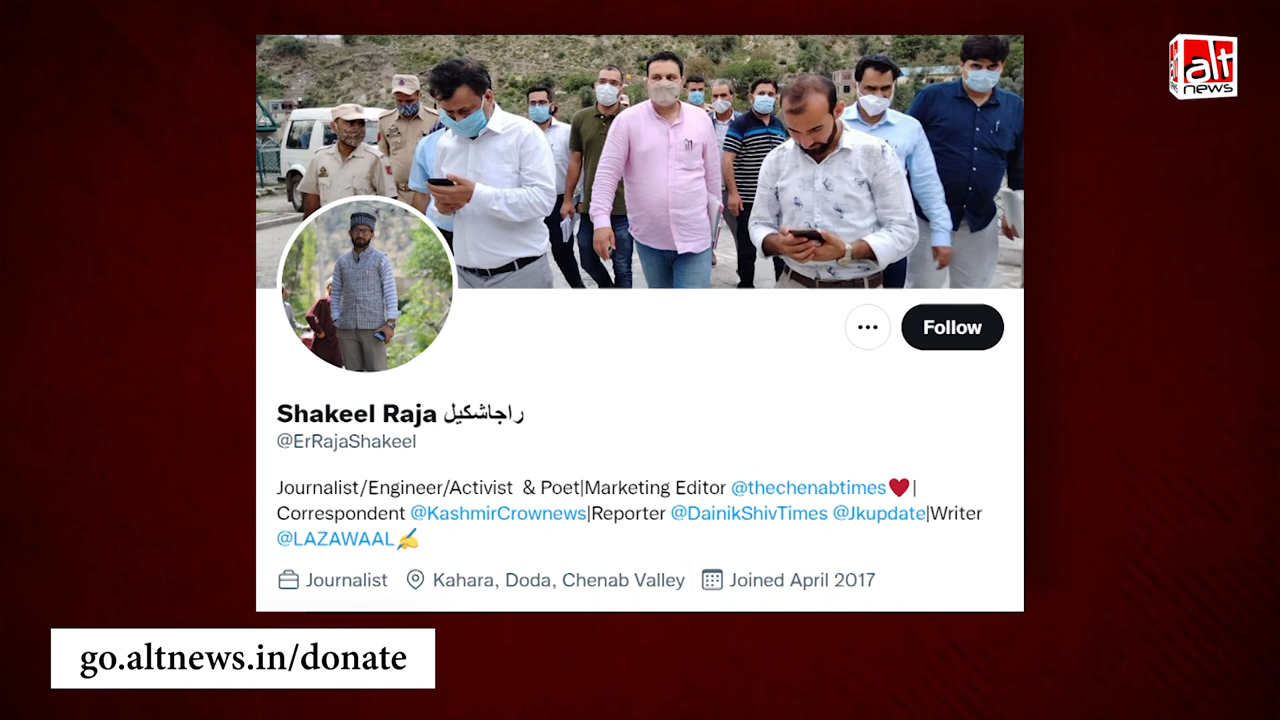 alt
news
Follow
Shakeel Raja راجاشکیل
@ErRajaShakeel
Journalist/Engineer/Activist & Poet|Marketing Editor @thechenabtimes♥|
Correspondent @KashmirCrownews|Reporter @DainikShivTimes @Jkupdate|Writer
@LAZAWAAL✍
Journalist Kahara, Doda, Chenab Valley Joined April 2017
go.altnews.in/donate